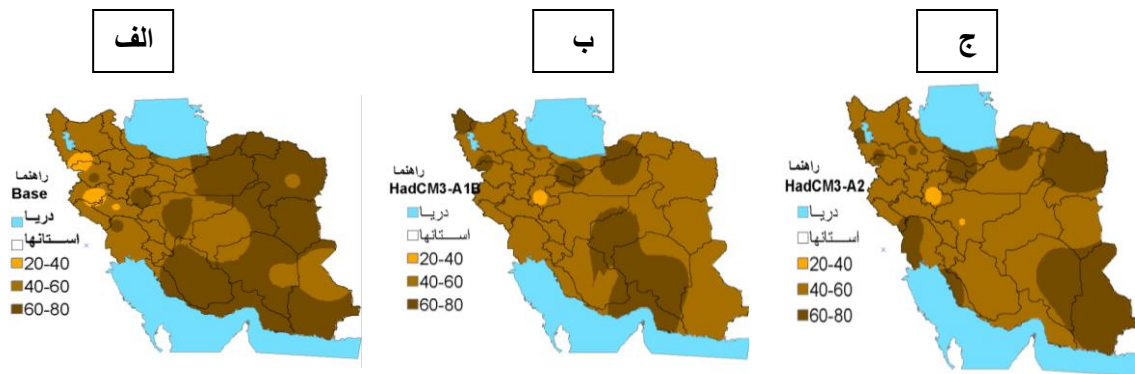 الف
ب
ج
راهنما
Base
دریا
استانها
20-40
40-60
60-80
راهنما
HadCM3-A1B
دریا
استانها
20-40
40-60
60-80
راهنما
HadCM3-A2
دریا
استانها
20-40
40-60
60-80